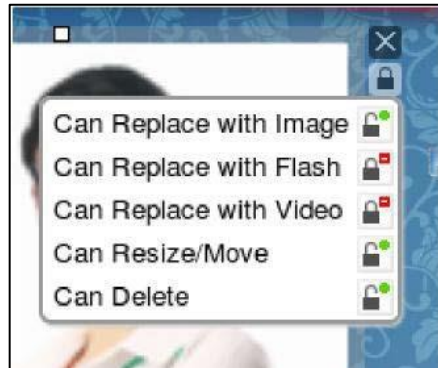 Can Replace with Image
Can Replace with Flash
Can Replace with Video
Can Resize/Move
Can Delete